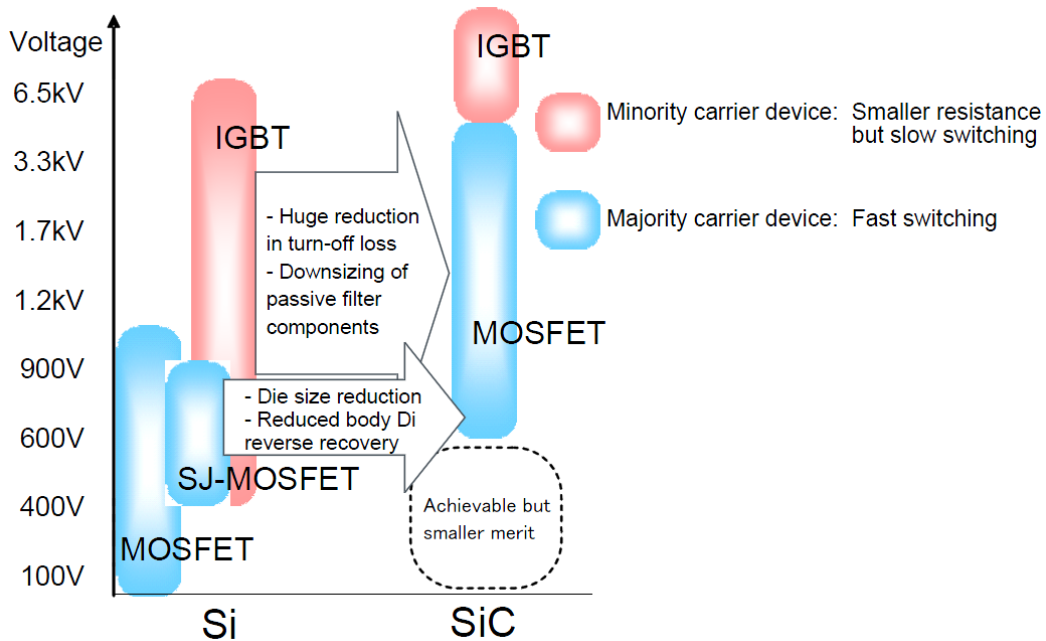 Voltage
6.5kV
3.3kV
1.7kV
1.2kV
900V
600V
400V
100V
IGBT
SJ-MOSFET
MOSFET
Si
- Huge reduction
in turn-off loss
- Downsizing of
passive filter
components
- Die size reduction
- Reduced body Di
reverse recovery
IGBT
MOSFET
Achievable but
smaller merit
SiC
Minority carrier device: Smaller resistance
but slow switching
Majority carrier device: Fast switching